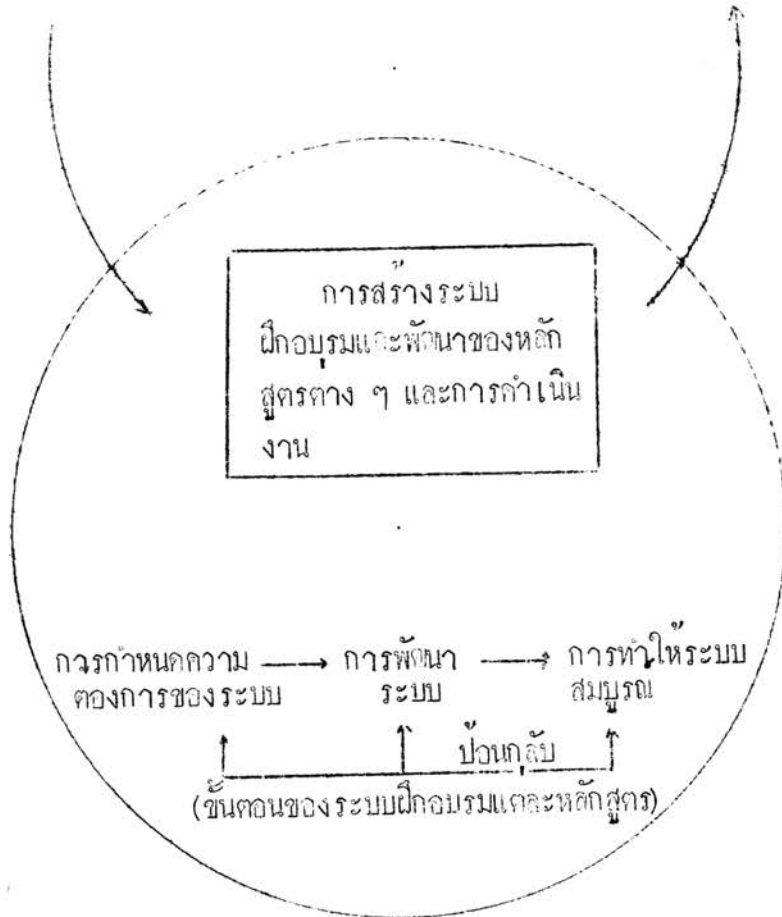 การสร้างระบบ
ฝึกอบรมและพัฒนาของหลัก
สูตรตาง ๆ และการดำเนิน
งาน
การกำหนดความ
ตองการของระบบ
การพัฒนา
ระบบ
การทำให้ระบบ
สมบูรณ
ป้อนกลับ
(ขั้นตอนของระบบฝึกอบรมแตละหลักสูตร)